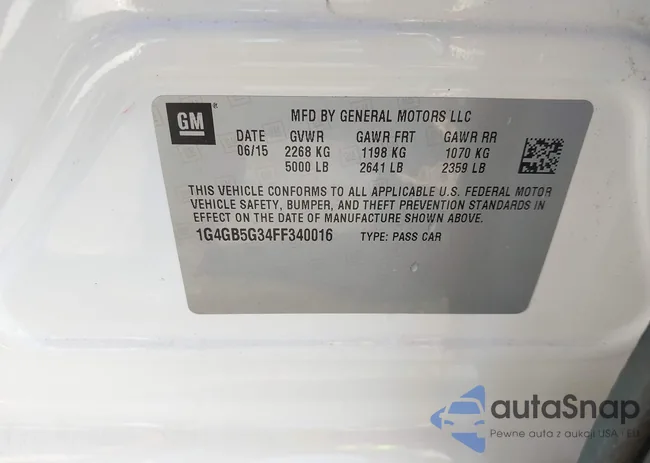 GM
MFD BY GENERAL MOTORS LLC
DATE GVWR GAWR FRT GAWR RR
06/15 2268 KG 1198 KG 1070 KG
5000 LB 2641 LB 2359 LB
THIS VEHICLE CONFORMS TO ALL APPLICABLE U.S. FEDERAL MOTOR
VEHICLE SAFETY, BUMPER, AND THEFT PREVENTION STANDARDS IN
EFFECT ON THE DATE OF MANUFACTURE SHOWN ABOVE.
1G4GB5G34FF340016 TYPE: PASS CAR
autaSnap
Pewne auta z aukcji USA - EU